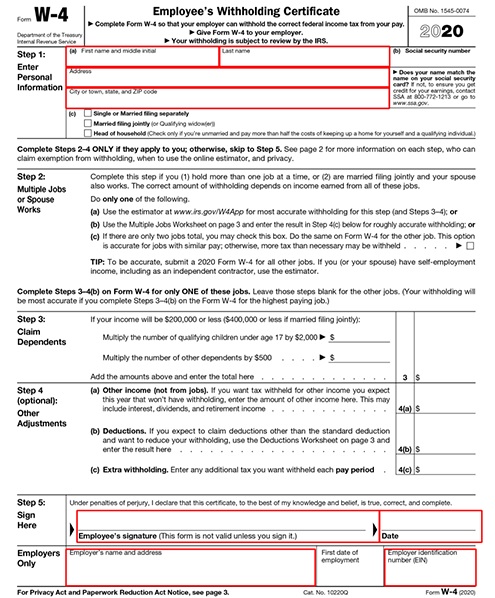 Form W-4
Department of the Treasury
Internal Revenue Service
Employee's Withholding Certificate
▶ Complete Form W-4 so that your employer can withhold the correct federal income tax from your pay.
▶ Give Form W-4 to your employer.
▶ Your withholding is subject to review by the IRS.
OMB No. 1545-0074
2020
Step 1:
Enter
Personal
Information
(a) First name and middle initial
Last name
(b) Social security number
Address
▶ Does your name match the
name on your social security
card? If not, to ensure you get
credit for your earnings, contact
SSA at 800-772-1213 or go to
www.ssa.gov.
City or town, state, and ZIP code
(c) Single or Married filing separately
Married filing jointly (or Qualifying widow(er))
Head of household (Check only if you're unmarried and pay more than half the costs of keeping up a home for yourself and a qualifying individual.)
Complete Steps 2–4 ONLY if they apply to you; otherwise, skip to Step 5. See page 2 for more information on each step, who can
claim exemption from withholding, when to use the online estimator, and privacy.
Step 2:
Multiple Jobs
or Spouse
Works
Complete this step if you (1) hold more than one job at a time, or (2) are married filing jointly and your spouse
also works. The correct amount of withholding depends on income earned from all of these jobs.
Do only one of the following.
(a) Use the estimator at www.irs.gov/W4App for most accurate withholding for this step (and Steps 3–4); or
(b) Use the Multiple Jobs Worksheet on page 3 and enter the result in Step 4(c) below for roughly accurate withholding; or
(c) If there are only two jobs total, you may check this box. Do the same on Form W-4 for the other job. This option
is accurate for jobs with similar pay; otherwise, more tax than necessary may be withheld . . . . . ▶
TIP: To be accurate, submit a 2020 Form W-4 for all other jobs. If you (or your spouse) have self-employment
income, including as an independent contractor, use the estimator.
Complete Steps 3–4(b) on Form W-4 for only ONE of these jobs. Leave those steps blank for the other jobs. (Your withholding will
be most accurate if you complete Steps 3–4(b) on the Form W-4 for the highest paying job.)
Step 3:
Claim
Dependents
If your income will be $200,000 or less ($400,000 or less if married filing jointly):
Multiply the number of qualifying children under age 17 by $2,000 ▶ $
Multiply the number of other dependents by $500 . . . . ▶ $
Add the amounts above and enter the total here . . . . . . . . . . . . . 3 $
Step 4
(optional):
Other
Adjustments
(a) Other income (not from jobs). If you want tax withheld for other income you expect
this year that won't have withholding, enter the amount of other income here. This may
include interest, dividends, and retirement income . . . . . . . . . . . . 4(a) $
(b) Deductions. If you expect to claim deductions other than the standard deduction
and want to reduce your withholding, use the Deductions Worksheet on page 3 and
enter the result here . . . . . . . . . . . . . . . . . . . . 4(b) $
(c) Extra withholding. Enter any additional tax you want withheld each pay period . 4(c) $
Step 5:
Sign
Here
Under penalties of perjury, I declare that this certificate, to the best of my knowledge and belief, is true, correct, and complete.
Employee's signature (This form is not valid unless you sign it.)
Date
Employers
Only
Employer's name and address
First date of
employment
Employer identification
number (EIN)
For Privacy Act and Paperwork Reduction Act Notice, see page 3.
Cat. No. 10220Q
Form W-4 (2020)